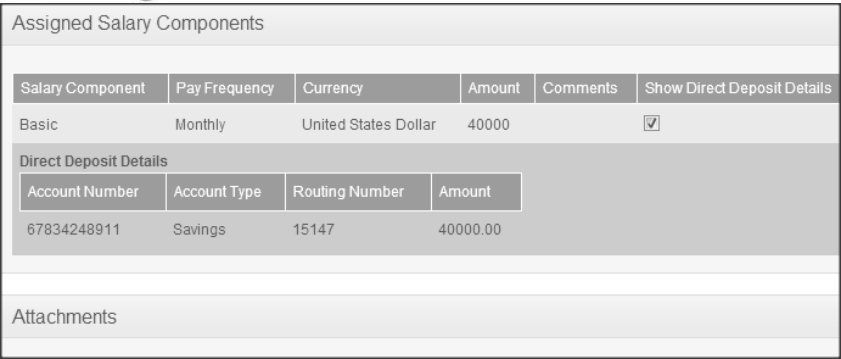 Assigned Salary Components
Salary Component Pay Frequency Currency Amount Comments Show Direct Deposit Details
Basic Monthly United States Dollar 40000
Direct Deposit Details
Account Number Account Type Routing Number Amount
67834248911 Savings 15147 40000.00
Attachments